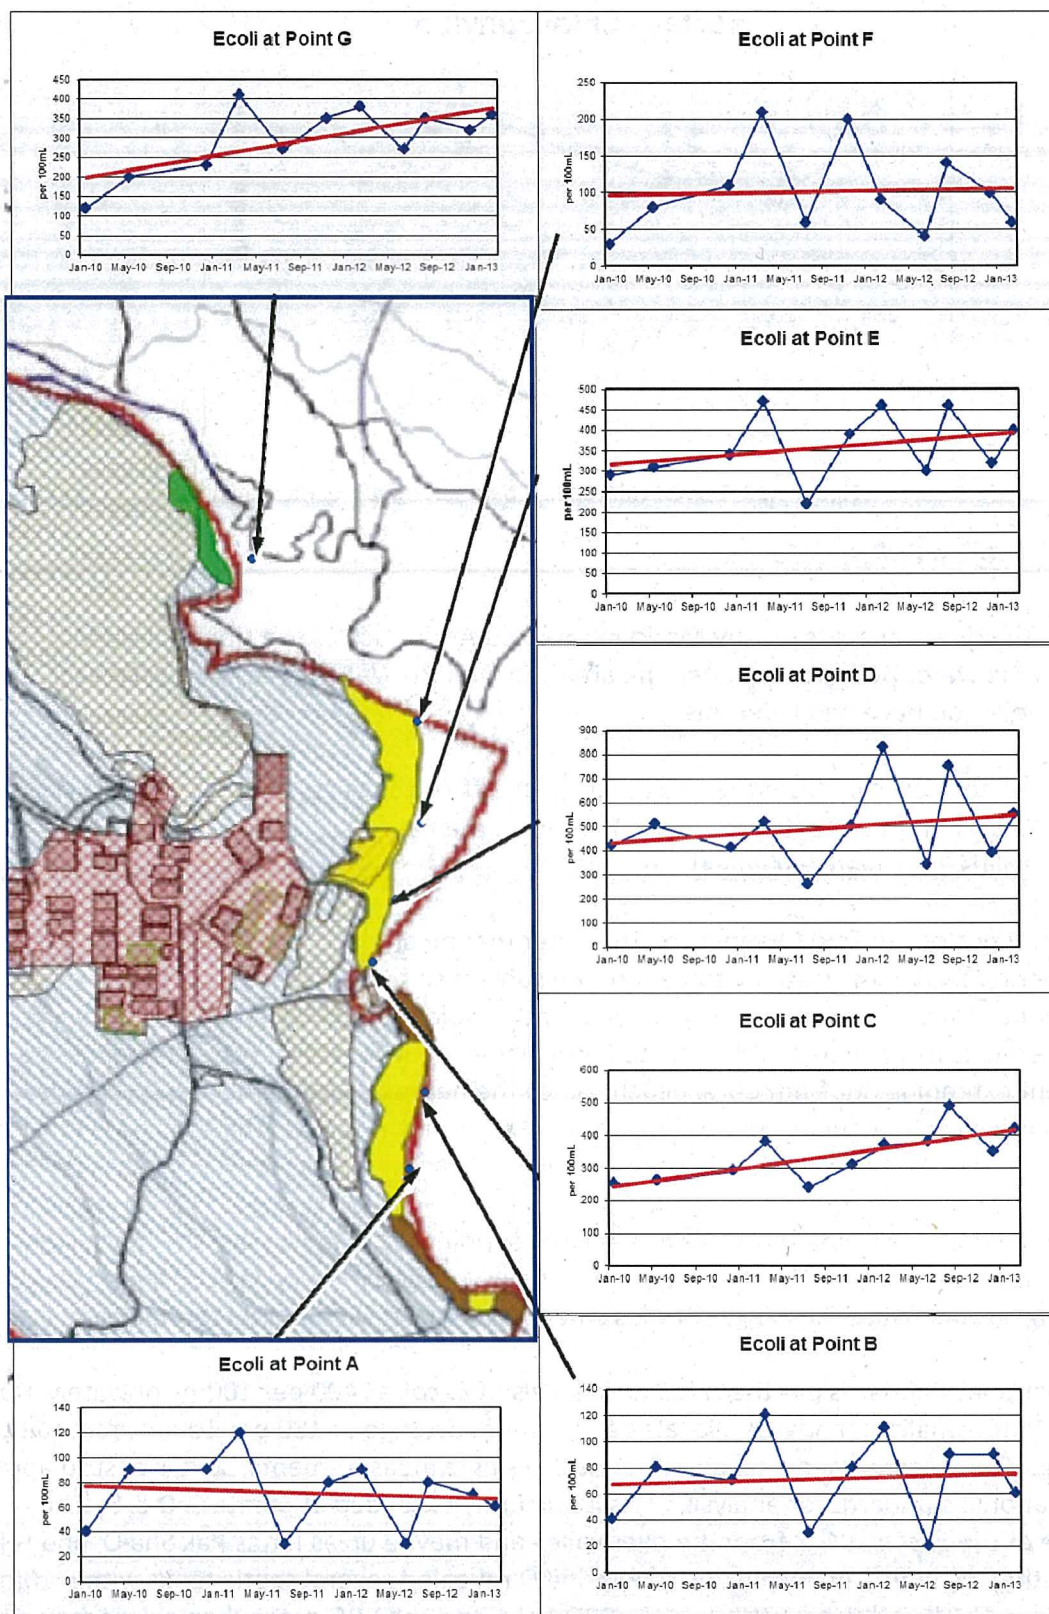 Ecoli at Point G
per 100mL
450
400
350
300
250
200
150
100
50
0
Jan-10 May-10 Sep-10 Jan-11 May-11 Sep-11 Jan-12 May-12 Sep-12 Jan-13
Ecoli at Point F
per 100mL
250
200
150
100
50
0
Jan-10 May-10 Sep-10 Jan-11 May-11 Sep-11 Jan-12 May-12 Sep-12 Jan-13
Ecoli at Point E
per 100mL
500
450
400
350
300
250
200
150
100
50
0
Jan-10 May-10 Sep-10 Jan-11 May-11 Sep-11 Jan-12 May-12 Sep-12 Jan-13
Ecoli at Point D
per 100mL
900
800
700
600
500
400
300
200
100
0
Jan-10 May-10 Sep-10 Jan-11 May-11 Sep-11 Jan-12 May-12 Sep-12 Jan-13
Ecoli at Point C
per 100mL
600
500
400
300
200
100
0
Jan-10 May-10 Sep-10 Jan-11 May-11 Sep-11 Jan-12 May-12 Sep-12 Jan-13
Ecoli at Point A
per 100mL
140
120
100
80
60
40
20
0
Jan-10 May-10 Sep-10 Jan-11 May-11 Sep-11 Jan-12 May-12 Sep-12 Jan-13
Ecoli at Point B
per 100mL
140
120
100
80
60
40
20
0
Jan-10 May-10 Sep-10 Jan-11 May-11 Sep-11 Jan-12 May-12 Sep-12 Jan-13